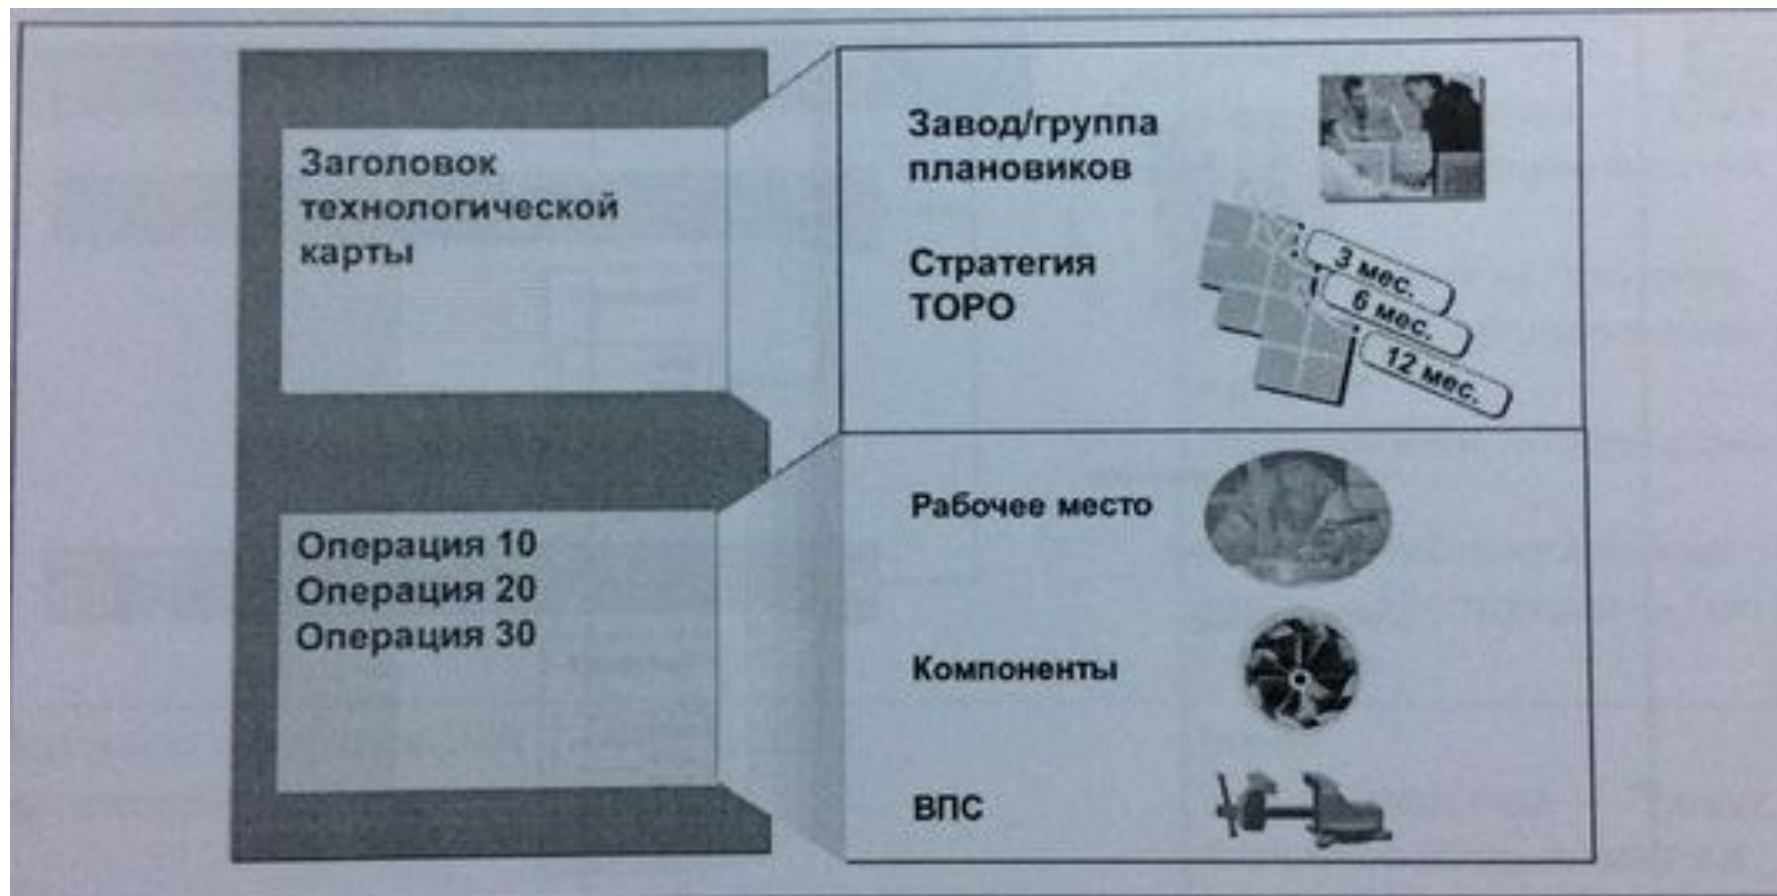 Заголовок
технологической
карты
Завод/группа
плановиков
Стратегия
ТОРО
3 мес.
6 мес.
12 мес.
Операция 10
Операция 20
Операция 30
Рабочее место
Компоненты
ВПС